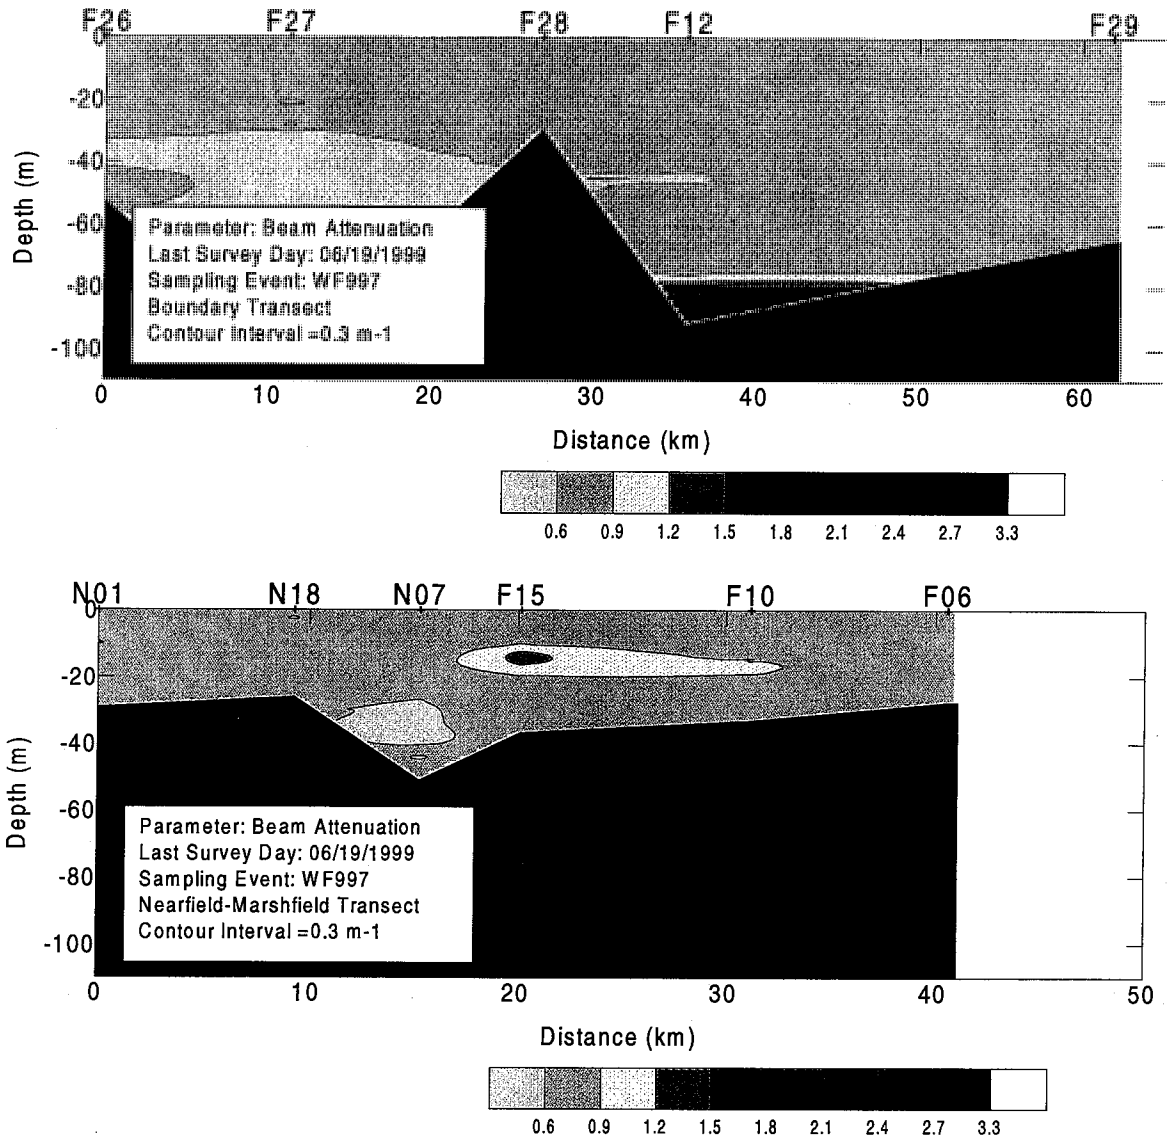 F26 F27 F28 F12 F29
0
-20
-40
-60
-80
-100
Depth (m)
Parameter: Beam Attenuation
Last Survey Day: 06/19/1999
Sampling Event: WF997
Boundary Transect
Contour Interval =0.3 m-1
0 10 20 30 40 50 60
Distance (km)
0.6 0.9 1.2 1.5 1.8 2.1 2.4 2.7 3.3
N01 N18 N07 F15 F10 F06
0
-20
-40
-60
-80
-100
Depth (m)
Parameter: Beam Attenuation
Last Survey Day: 06/19/1999
Sampling Event: WF997
Nearfield-Marshfield Transect
Contour Interval =0.3 m-1
0 10 20 30 40 50
Distance (km)
0.6 0.9 1.2 1.5 1.8 2.1 2.4 2.7 3.3